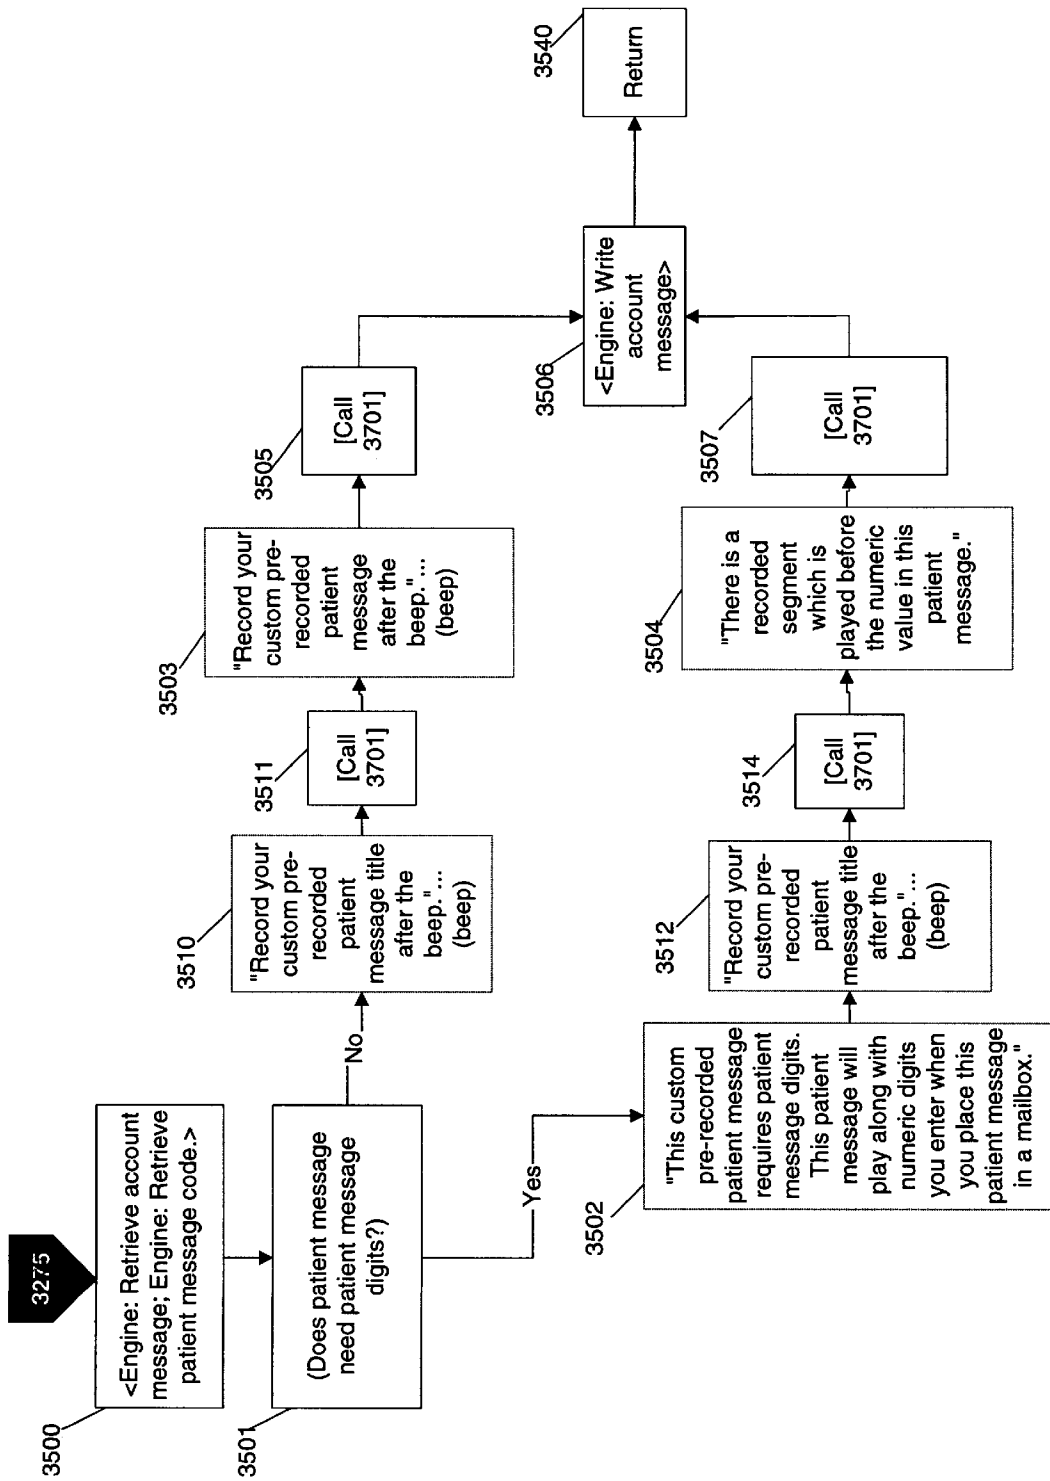 3275
3500
<Engine: Retrieve account
message; Engine: Retrieve
patient message code.>
3501
(Does patient message
need patient message
digits?)
No
Yes
3510
"Record your
custom pre-
recorded
patient
message title
after the
beep."...
(beep)
3511
[Call
3701]
3503
"Record your
custom pre-
recorded
patient
message
after the
beep." ...
(beep)
3505
[Call
3701]
3502
"This custom
pre-recorded
patient message
requires patient
message digits.
This patient
message will
play along with
numeric digits
you enter when
you place this
patient message
in a mailbox."
3512
"Record your
custom pre-
recorded
patient
message title
after the
beep."...
(beep)
3514
[Call
3701]
3504
"There is a
recorded
segment
which is
played before
the numeric
value in this
patient
message."
3507
[Call
3701]
3506
<Engine: Write
account
message>
3540
Return